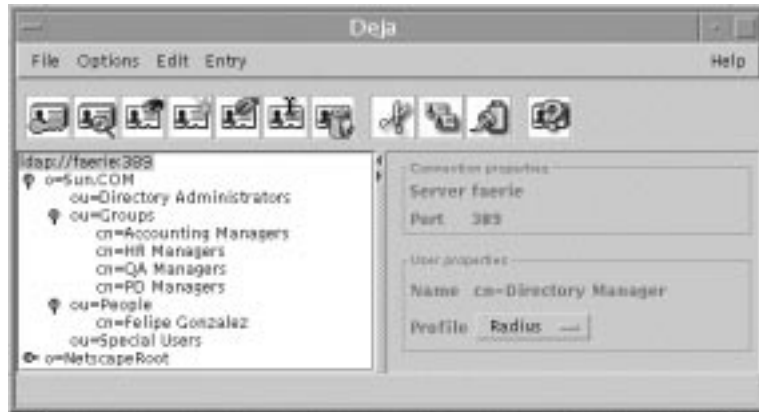 Deja
File Options Edit Entry Help
ldap://faerie:389
o=Sun.COM
ou=Directory Administrators
ou=Groups
cn=Accounting Managers
cn=HR Managers
cn=QA Managers
cn=PD Managers
ou=People
cn=Felipe Gonzalez
ou=Special Users
o=NetscapeRoot
Connection properties
Server faerie
Port 389
User properties
Name cn=Directory Manager
Profile Radius